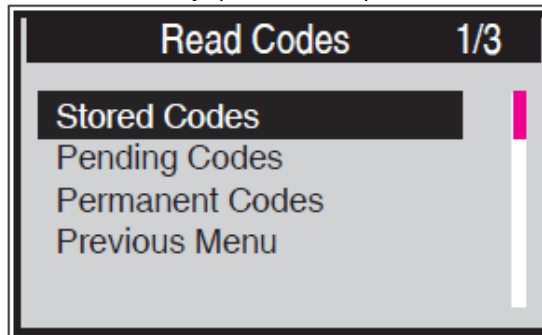 Read Codes 1/3
Stored Codes
Pending Codes
Permanent Codes
Previous Menu